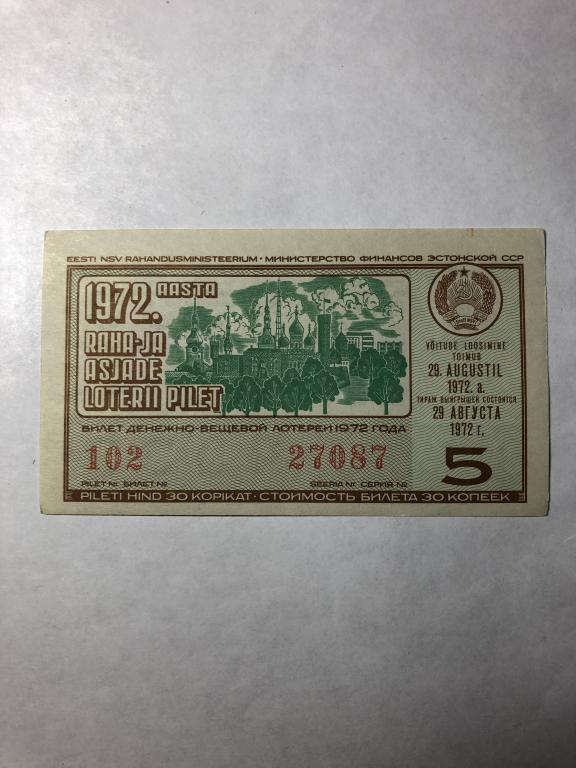 EESTI NSV RAHANDUSMINISTEERIUM • МИНИСТЕРСТВО ФИНАНСОВ ЭСТОНСКОЙ ССР
1972. AASTA
RAHA-JA
ASJADE
LOTERII PILET
БИЛЕТ ДЕНЕЖНО-ВЕЩЕВОЙ ЛОТЕРЕИ 1972 ГОДА
102 27087
PILET Nr. БИЛЕТ № SEERIA Nr. СЕРИЯ №
VÕITUDE LOOSIMINE
TOIMUB
29. AUGUSTIL
1972. a.
ТИРАЖ ВЫИГРЫШЕЙ СОСТОИТСЯ
29 АВГУСТА
1972 г.
5
PILETI HIND 30 KOPIKAT • СТОИМОСТЬ БИЛЕТА 30 КОПЕЕК